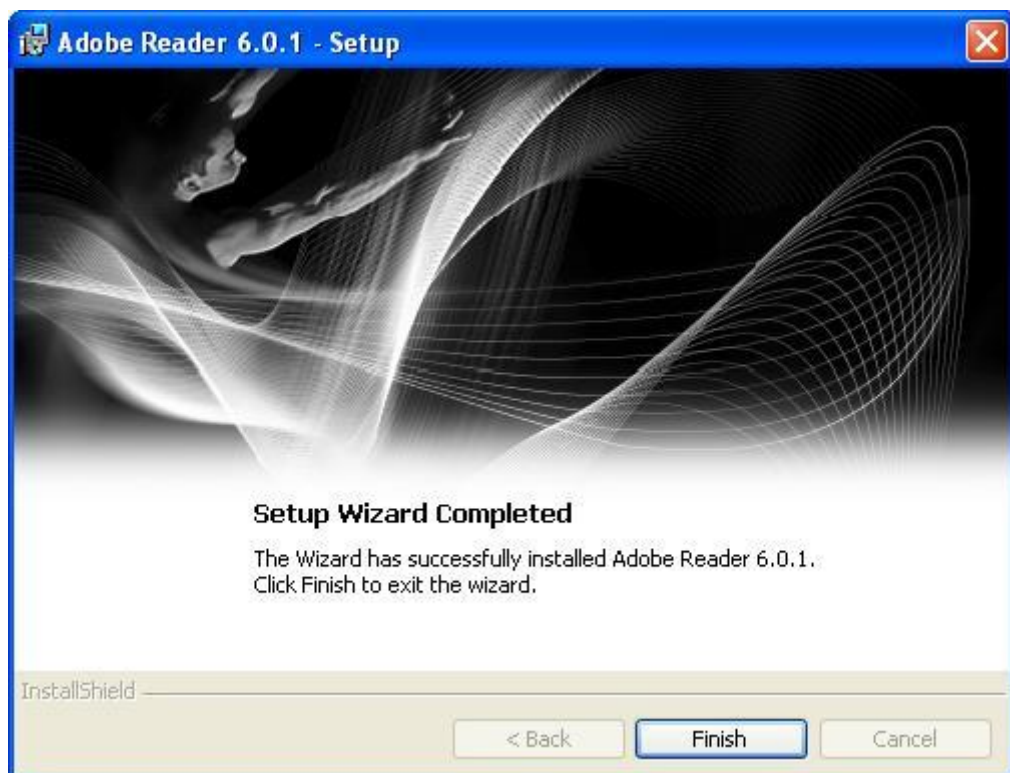 Adobe Reader 6.0.1 - Setup
Setup Wizard Completed
The Wizard has successfully installed Adobe Reader 6.0.1.
Click Finish to exit the wizard.
InstallShield
< Back
Finish
Cancel